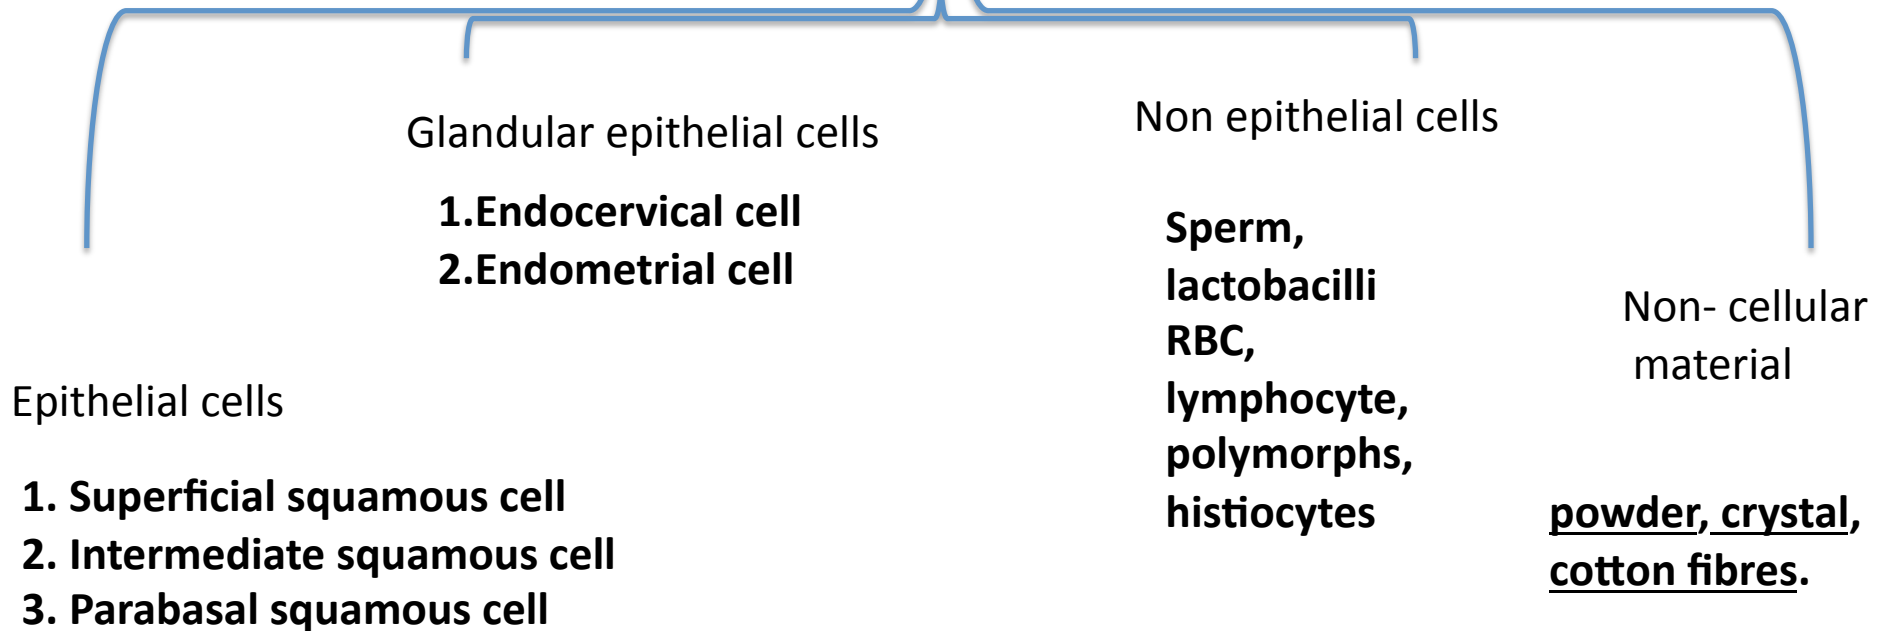 Glandular epithelial cells
1.Endocervical cell
2.Endometrial cell
Non epithelial cells
Sperm,
lactobacilli
RBC,
lymphocyte,
polymorphs,
histiocytes
Non- cellular
material
powder, crystal,
cotton fibres.
Epithelial cells
1. Superficial squamous cell
2. Intermediate squamous cell
3. Parabasal squamous cell